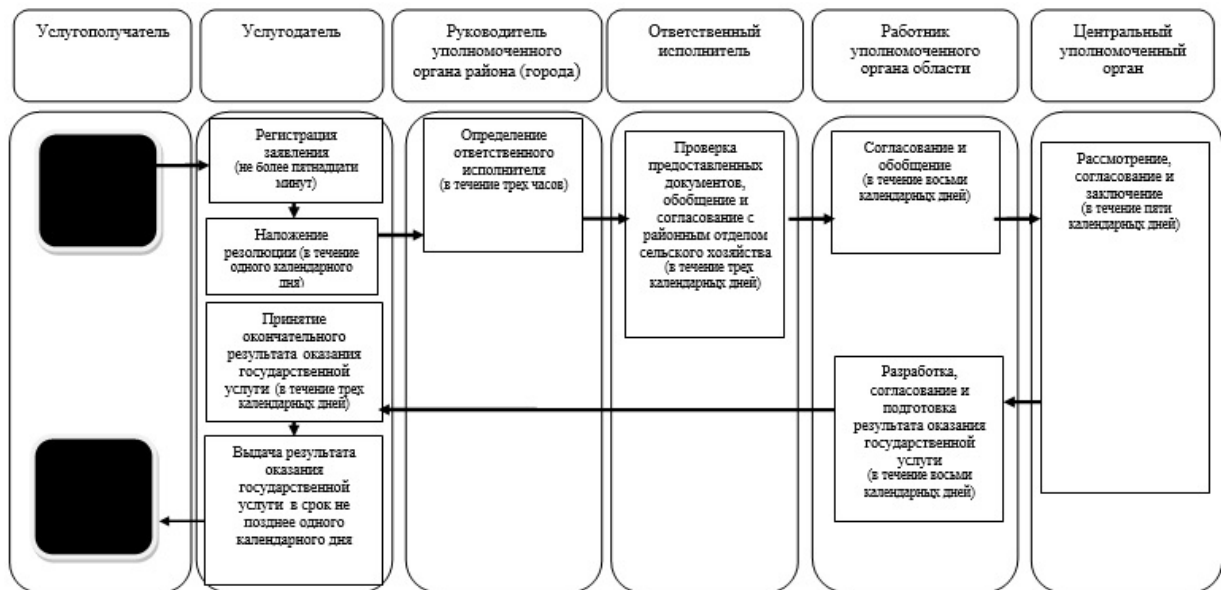 Услугополучатель
Услугодатель
Руководитель
уполномоченного
органа района (города)
Ответственный
исполнитель
Работник
уполномоченного
органа области
Центральный
уполномоченный
орган
Регистрация
заявления
(не более пятнадцати
минут)
Наложение
резолюции (в течение
одного календарного
дня)
Определение
ответственного
исполнителя
(в течение трех часов)
Проверка
предоставленных
документов,
обобщение и
согласование с
районным отделом
сельского хозяйства
(в течение трех
календарных дней)
Согласование и
обобщение
(в течение восьми
календарных дней)
Рассмотрение,
согласование и
заключение
(в течение пяти
календарных дней)
Разработка,
согласование и
подготовка
результата оказания
государственной
услуги
(в течение восьми
календарных дней)
Принятие
окончательного
результата оказания
государственной
услуги (в течение трех
календарных дней)
Выдача результата
оказания
государственной
услуги в срок не
позднее одного
календарного дня